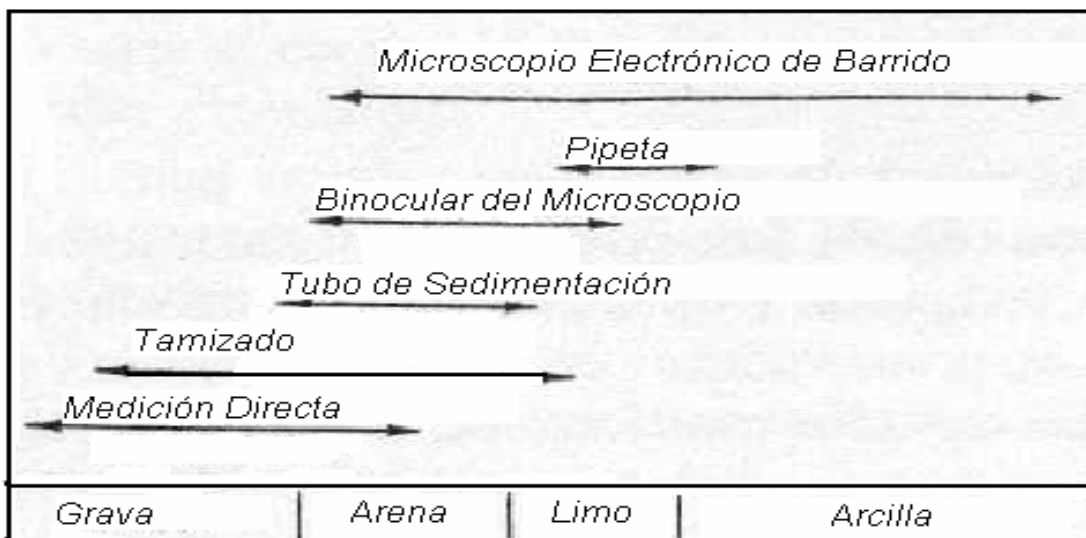 Microscopio Electrónico de Barrido
Pipeta
Binocular del Microscopio
Tubo de Sedimentación
Tamizado
Medición Directa
Grava Arena Limo Arcilla